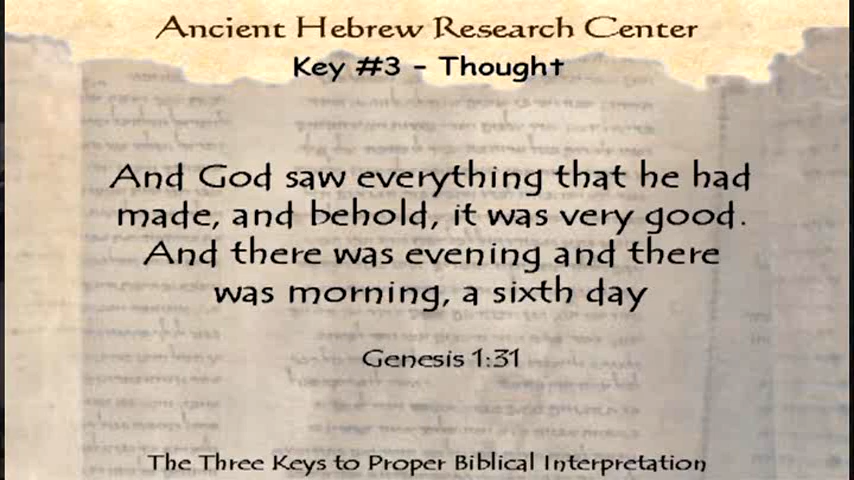 Ancient Hebrew Research Center
Key #3 - Thought
And God saw everything that he had
made, and behold, it was very good.
And there was evening and there
was morning, a sixth day
Genesis 1:31
The Three Keys to Proper Biblical Interpretation